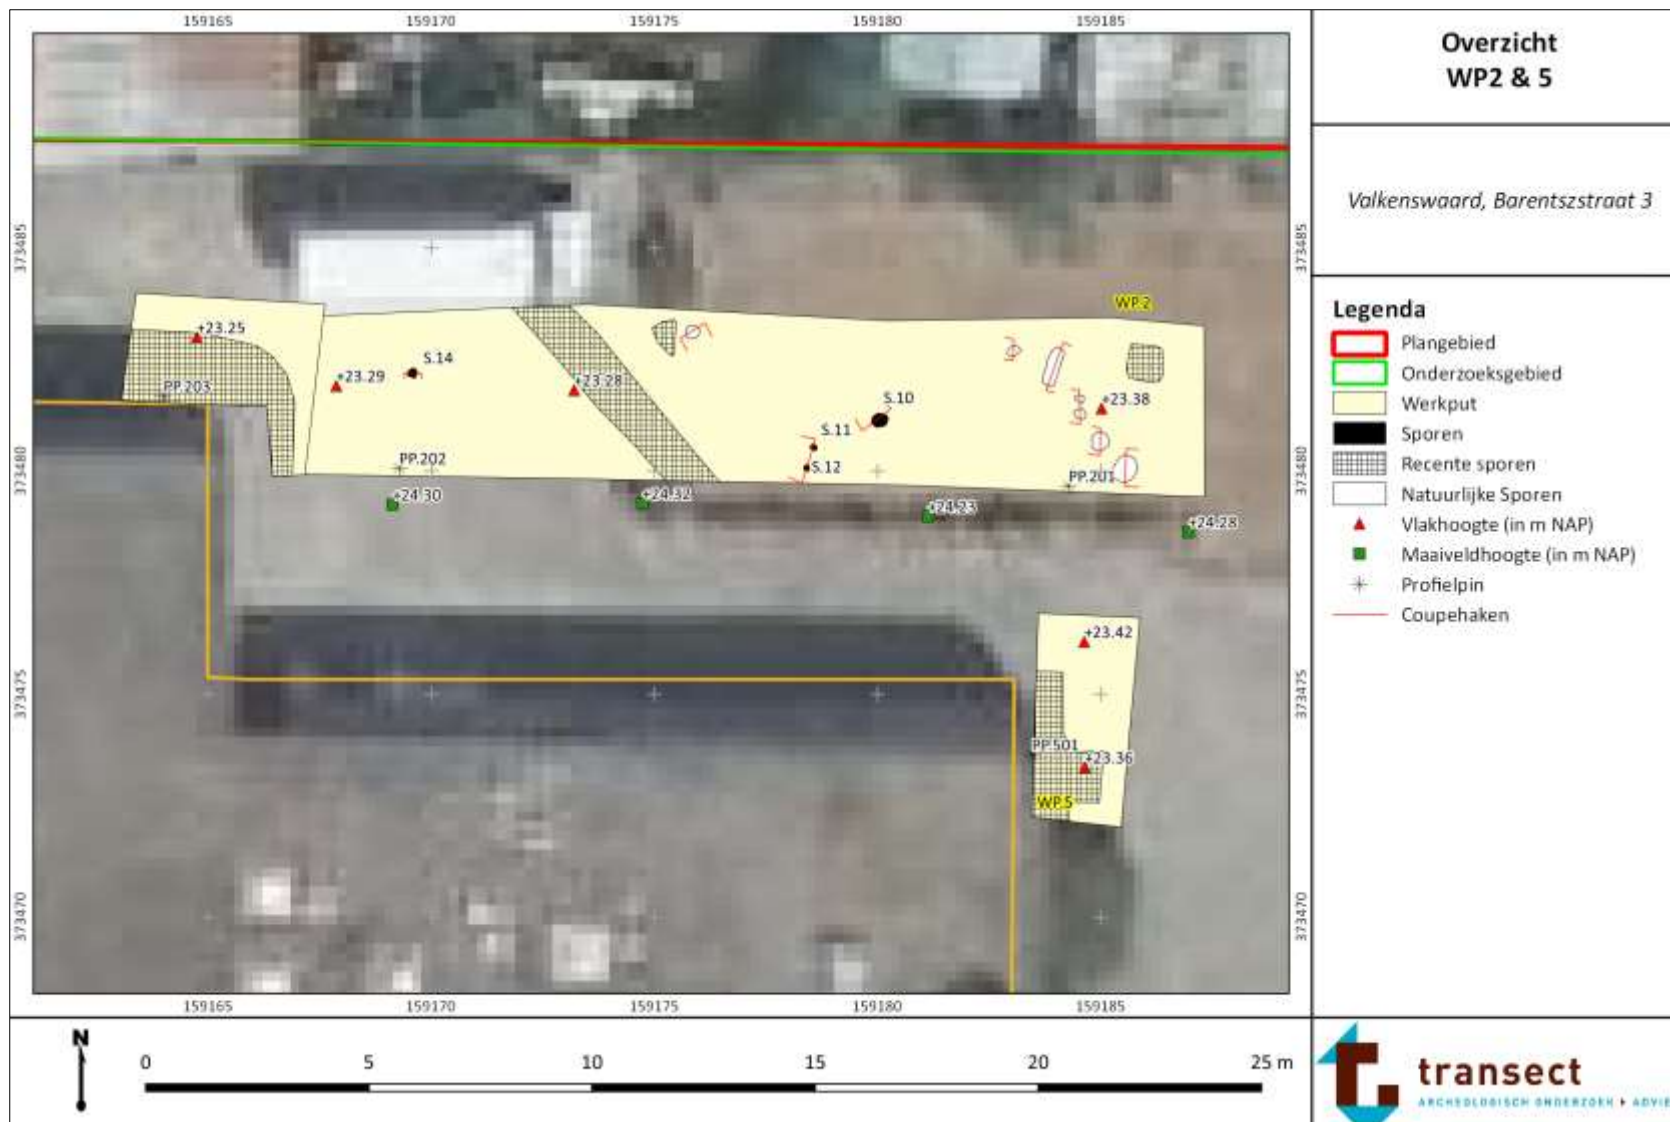 159165 159170 159175 159180 159185
373485
373480
373475
373470
373485
373480
373475
373470
WP.2
+23.25
PP.203
+23.29
S.14
+23.28
S.10
S.11
S.12
+23.38
PP.202
PP.201
+24.30
+24.32
+24.23
+24.28
+23.42
PP.501
+23.36
WP.5
159165 159170 159175 159180 159185
N
0 5 10 15 20 25 m
Overzicht
WP2 & 5
Valkenswaard, Barentszstraat 3
Legenda
Plangebied
Onderzoeksgebied
Werkput
Sporen
Recente sporen
Natuurlijke Sporen
Vlakhoogte (in m NAP)
Maaiveldhoogte (in m NAP)
Profielpin
Coupehaken
transect
ARCHEOLOGISCH ONDERZOEK + ADVIE